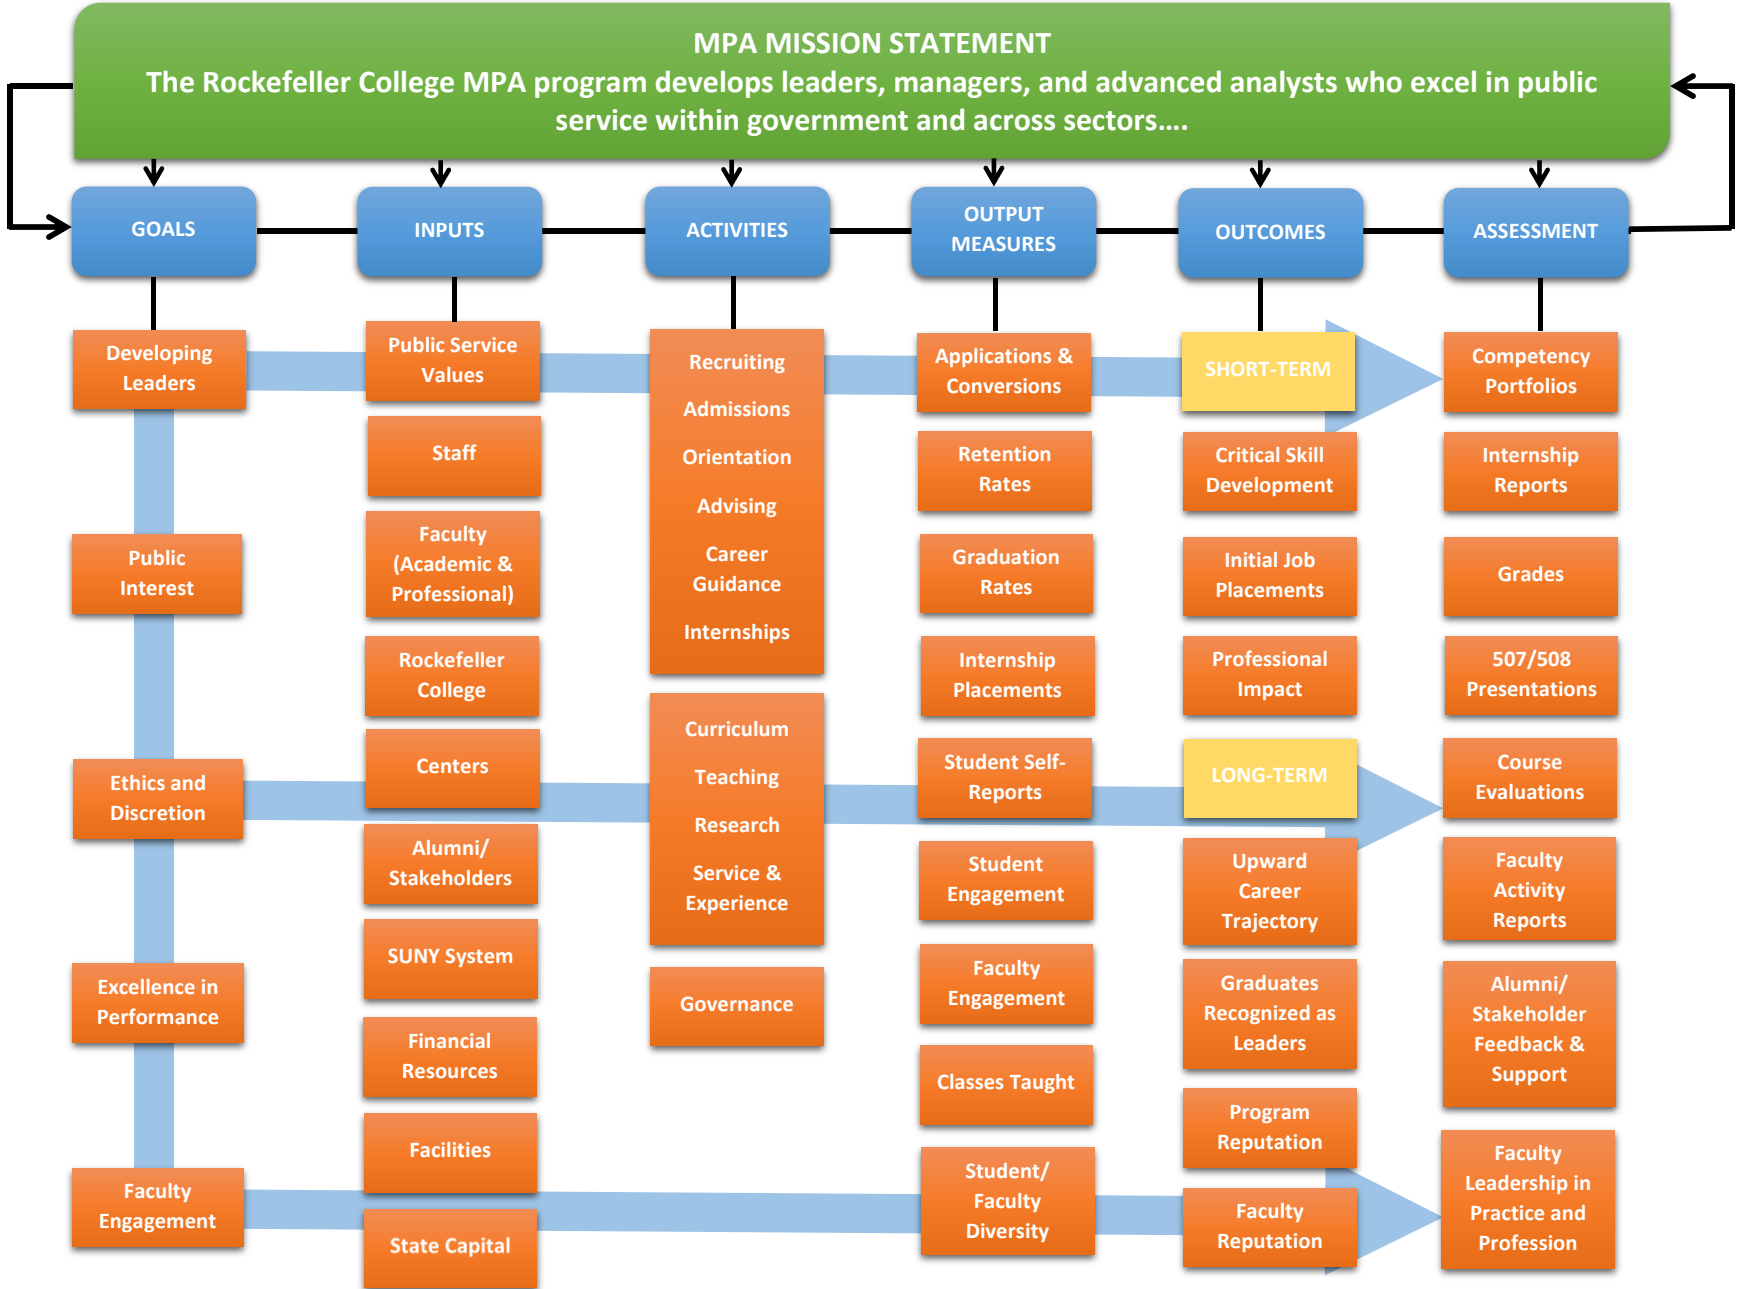 MPA MISSION STATEMENT
The Rockefeller College MPA program develops leaders, managers, and advanced analysts who excel in public
service within government and across sectors….
GOALS
INPUTS
ACTIVITIES
OUTPUT
MEASURES
OUTCOMES
ASSESSMENT
Developing
Leaders
Public
Interest
Ethics and
Discretion
Excellence in
Performance
Faculty
Engagement
Public Service
Values
Staff
Faculty
(Academic &
Professional)
Rockefeller
College
Centers
Alumni/
Stakeholders
SUNY System
Financial
Resources
Facilities
State Capital
Recruiting
Admissions
Orientation
Advising
Career
Guidance
Internships
Curriculum
Teaching
Research
Service &
Experience
Governance
Applications &
Conversions
Retention
Rates
Graduation
Rates
Internship
Placements
Student Self-
Reports
Student
Engagement
Faculty
Engagement
Classes Taught
Student/
Faculty
Diversity
SHORT-TERM
Critical Skill
Development
Initial Job
Placements
Professional
Impact
LONG-TERM
Upward
Career
Trajectory
Graduates
Recognized as
Leaders
Program
Reputation
Faculty
Reputation
Competency
Portfolios
Internship
Reports
Grades
507/508
Presentations
Course
Evaluations
Faculty
Activity
Reports
Alumni/
Stakeholder
Feedback &
Support
Faculty
Leadership in
Practice and
Profession